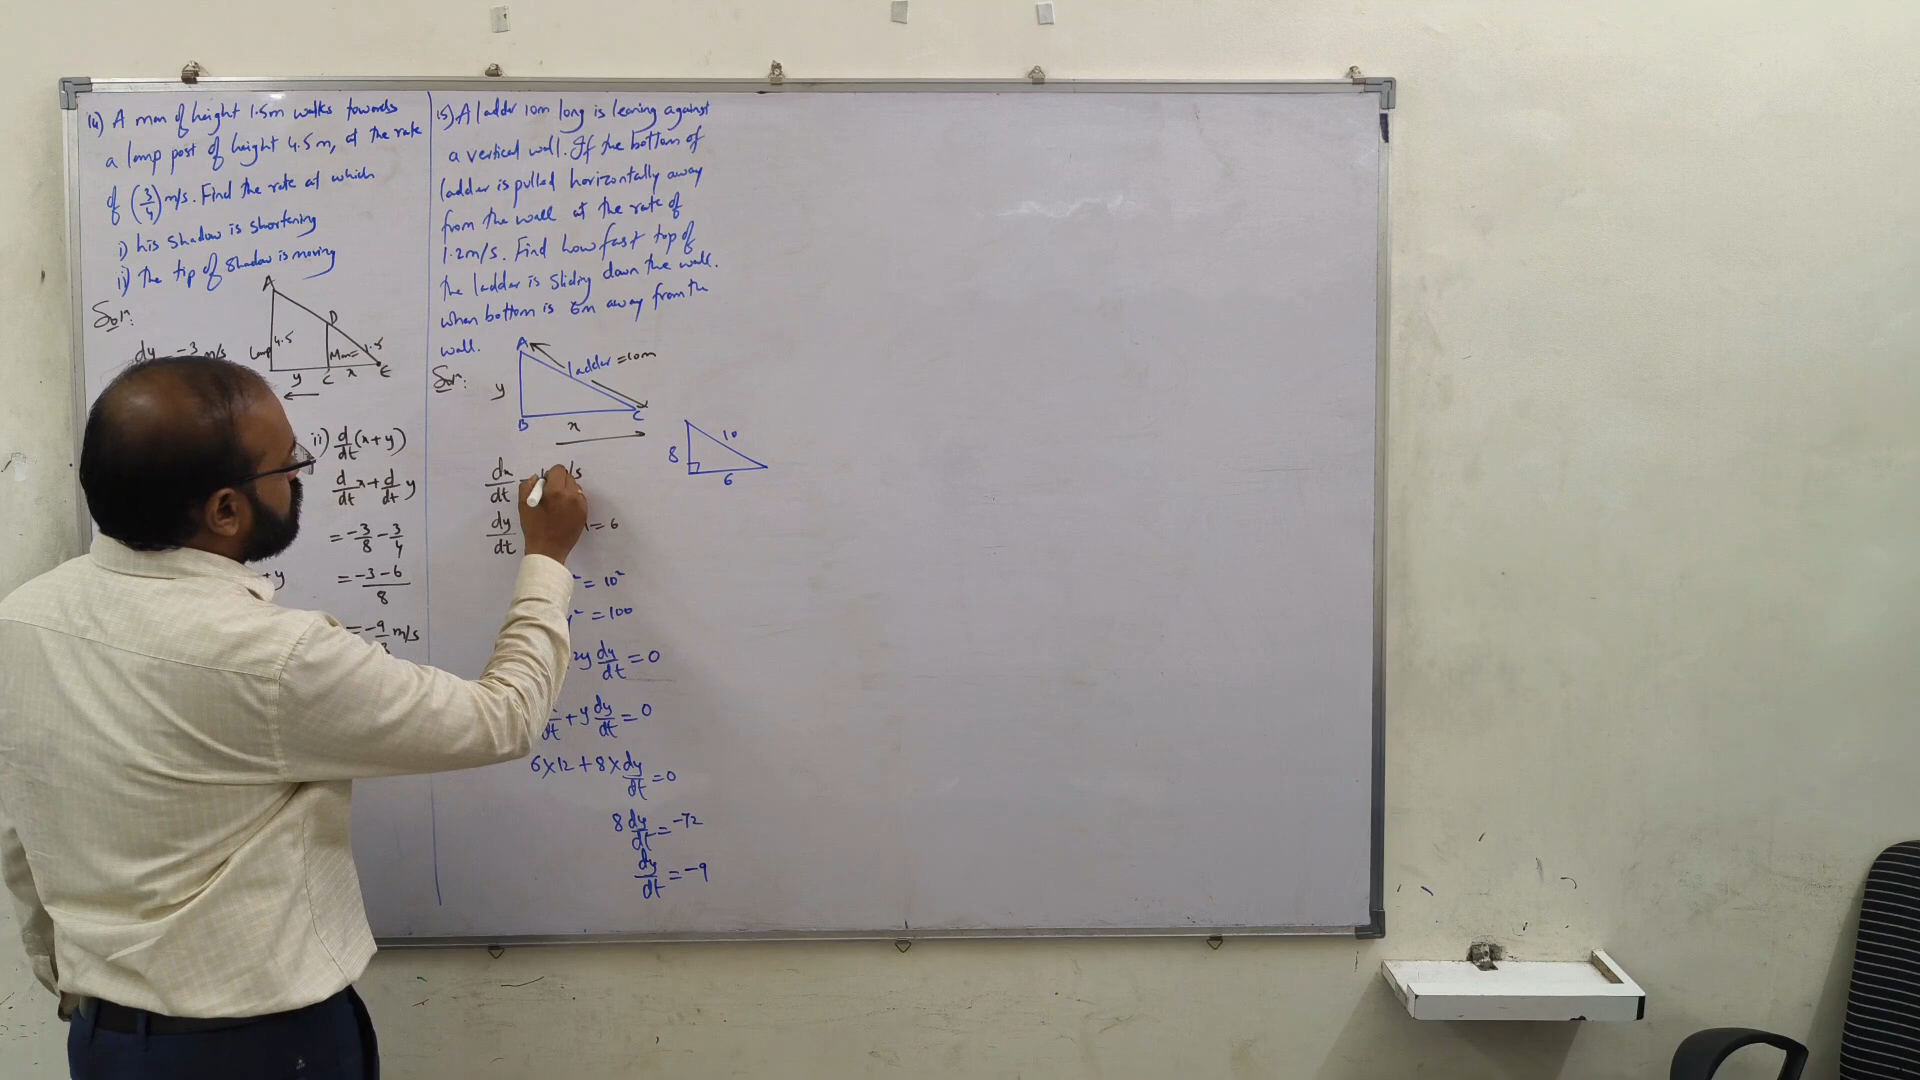 14) A man of height 1.5m walks towards
a lamp post of height 4.5m, at the rate
of (3/4) m/s. Find the rate at which
i) his shadow is shortening
ii) the tip of shadow is moving
Soln:
A
D
4.5
Lamp
Man = 1.5
y
C
x
E
dy -3 m/s
ii) d/dt (x+y)
d/dt x + d/dt y
= -3/8 - 3/4
+y
= -3-6/8
= -9/8 m/s
15) A ladder 10m long is leaning against
a vertical wall. If the bottom of
ladder is pulled horizontally away
from the wall at the rate of
1.2m/s. Find how fast top of
the ladder is sliding down the wall.
when bottom is 6m away from the
wall.
Soln:
A
ladder = 10m
y
B
x
C
8
10
6
dx/dt /s
dy/dt = 6
² = 10²
y² = 100
2y dy/dt = 0
dt + y dy/dt = 0
6×12 + 8× dy/dt = 0
8 dy/dt = -72
dy/dt = -9